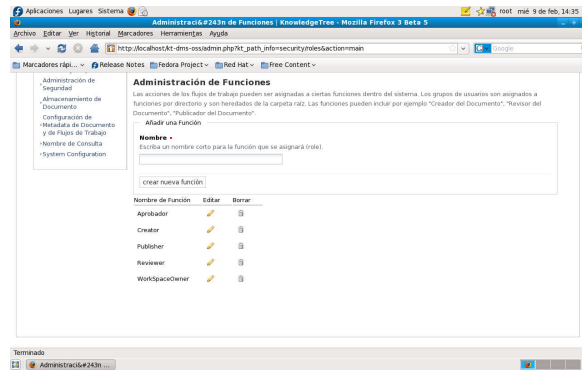 Aplicaciones Lugares Sistema root mié 9 de feb, 14:35
Administraci&#243n de Funciones | KnowledgeTree - Mozilla Firefox 3 Beta 5
Archivo Editar Ver Historial Marcadores Herramientas Ayuda
http://localhost/kt-dms-oss/admin.php?kt_path_info=security/roles&action=main Google
Marcadores rápi... Release Notes Fedora Project Red Hat Free Content
Administración de
Seguridad
Almacenamiento de
Documento
Configuración de
Metadata de Documento
y de Flujos de Trabajo
Nombre de Consulta
System Configuration
Administración de Funciones
Las acciones de los flujos de trabajo pueden ser asignadas a ciertas funciones dentro del sistema. Los grupos de usuarios son asignados a
funciones por directorio y son heredados de la carpeta raíz. Las funciones pueden incluir por ejemplo "Creador del Documento", "Revisor del
Documento", "Publicador del Documento".
Añadir una Función
Nombre
Escriba un nombre corto para la función que se asignará (role).
crear nueva función
Nombre de Función Editar Borrar
Aprobador
Creator
Publisher
Reviewer
WorkSpaceOwner
Terminado
Administraci&#243n ...